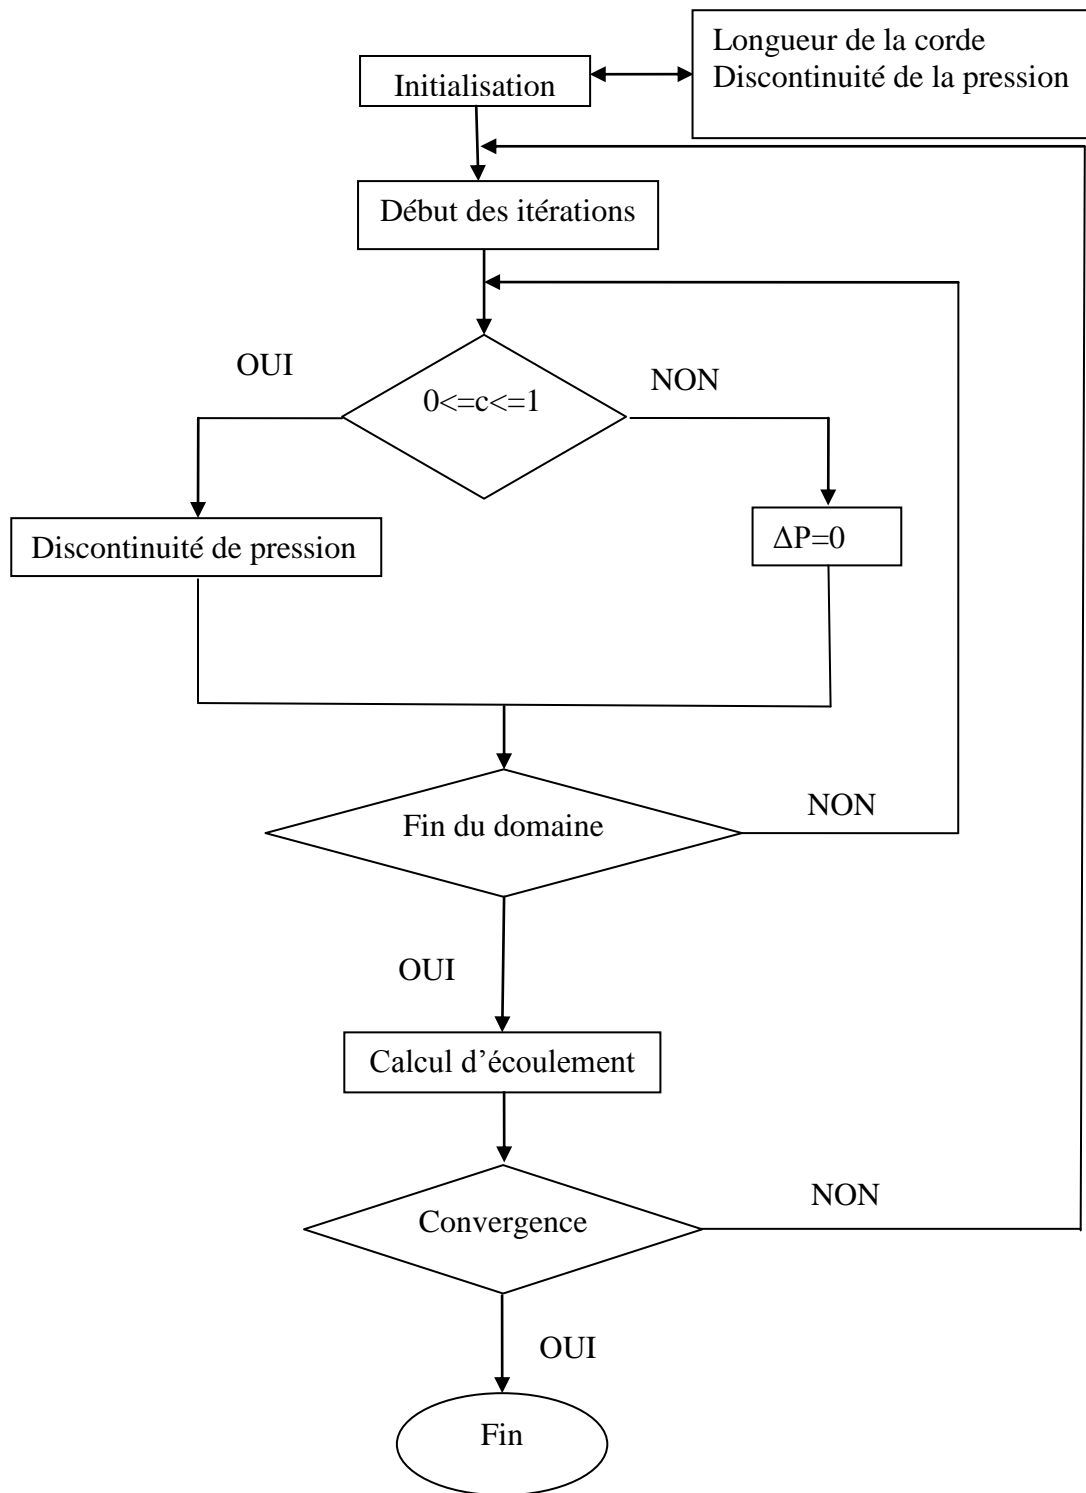 Longueur de la corde
Discontinuité de la pression
Initialisation
Début des itérations
OUI
NON
0<=c<=1
Discontinuité de pression
ΔP=0
Fin du domaine
NON
OUI
Calcul d’écoulement
Convergence
NON
OUI
Fin